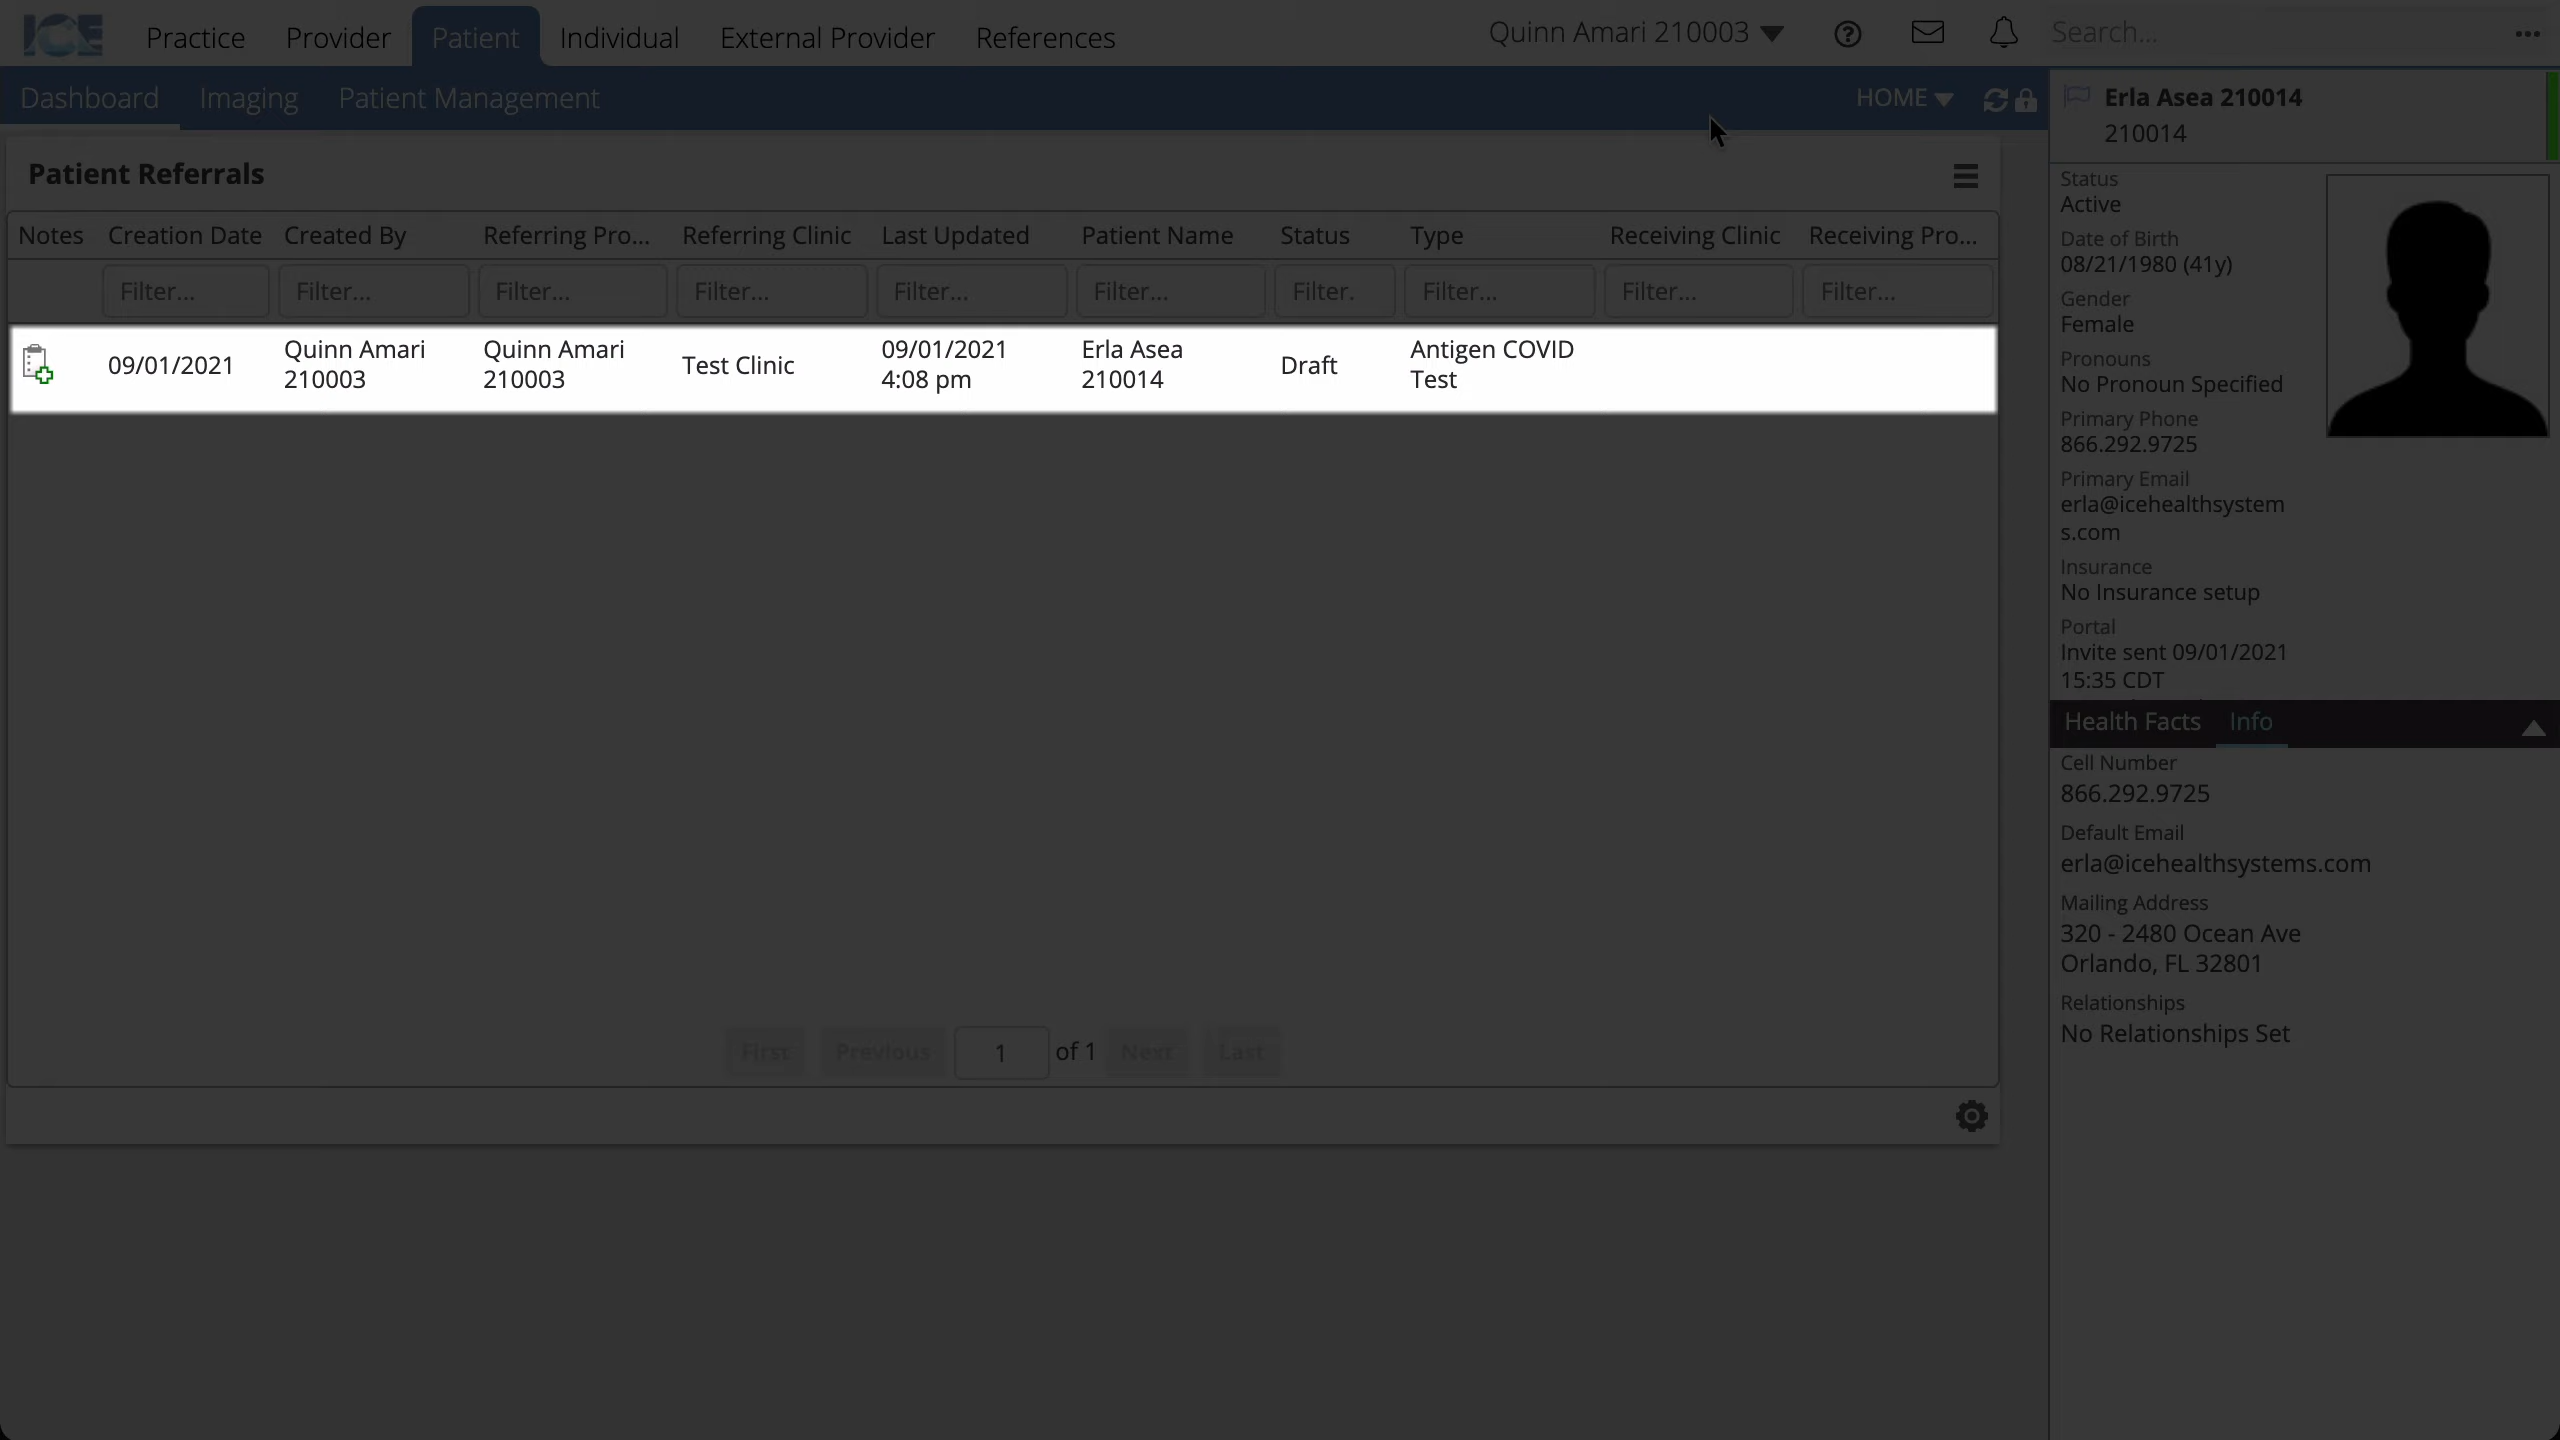 ICE Practice Provider Patient Individual External Provider References Quinn Amari 210003 Search...
Dashboard Imaging Patient Management HOME
Patient Referrals
Notes Creation Date Created By Referring Pro... Referring Clinic Last Updated Patient Name Status Type Receiving Clinic Receiving Pro...
Filter... Filter... Filter... Filter... Filter... Filter... Filter. Filter... Filter... Filter...
09/01/2021 Quinn Amari Quinn Amari Test Clinic 09/01/2021 Erla Asea Draft Antigen COVID
210003 210003 4:08 pm 210014 Test
First Previous 1 of 1 Next Last
Erla Asea 210014
210014
Status
Active
Date of Birth
08/21/1980 (41y)
Gender
Female
Pronouns
No Pronoun Specified
Primary Phone
866.292.9725
Primary Email
erla@icehealthsystem
s.com
Insurance
No Insurance setup
Portal
Invite sent 09/01/2021
15:35 CDT
Health Facts Info
Cell Number
866.292.9725
Default Email
erla@icehealthsystems.com
Mailing Address
320 - 2480 Ocean Ave
Orlando, FL 32801
Relationships
No Relationships Set